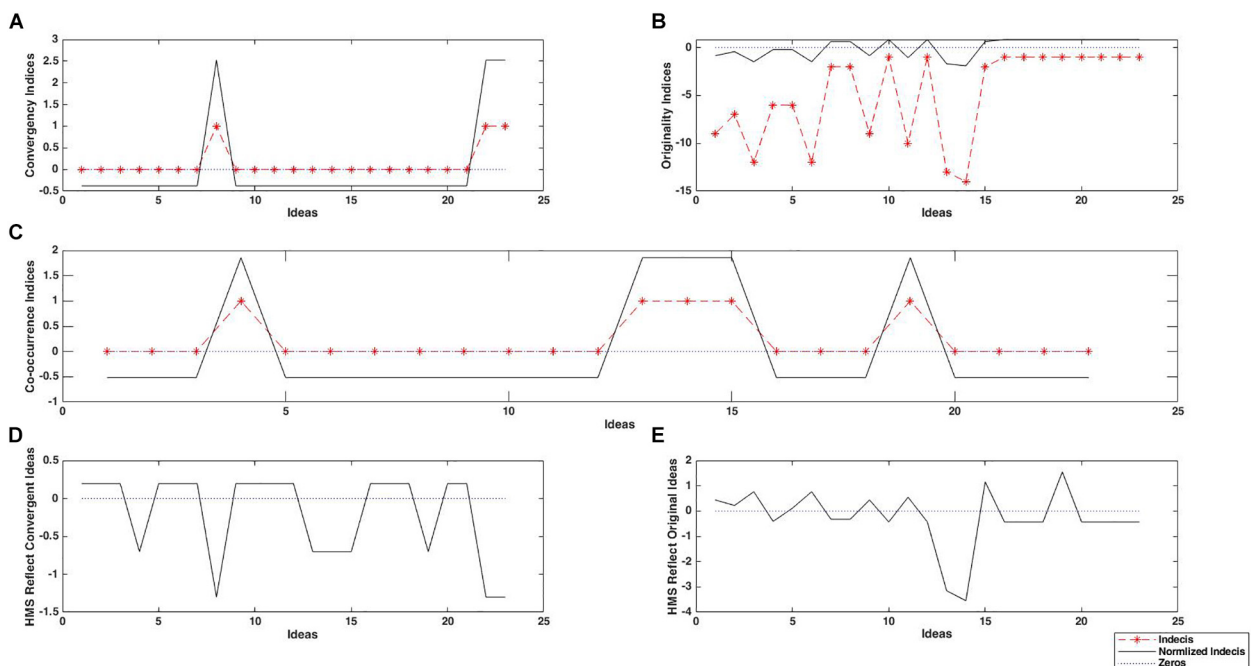 A
Convergency Indices
3
2.5
2
1.5
1
0.5
0
-0.5
0 5 10 15 20 25
Ideas
B
Originality Indices
0
-5
-10
-15
0 5 10 15 20 25
Ideas
C
Co-occurrence Indices
2
1.5
1
0.5
0
-0.5
-1
0 5 10 15 20 25
Ideas
D
HMS Reflect Convergent Ideas
0.5
0
-0.5
-1
-1.5
0 5 10 15 20 25
Ideas
E
HMS Reflect Original Ideas
2
1
0
-1
-2
-3
-4
0 5 10 15 20 25
Ideas
Indecis
Normlized Indecis
Zeros